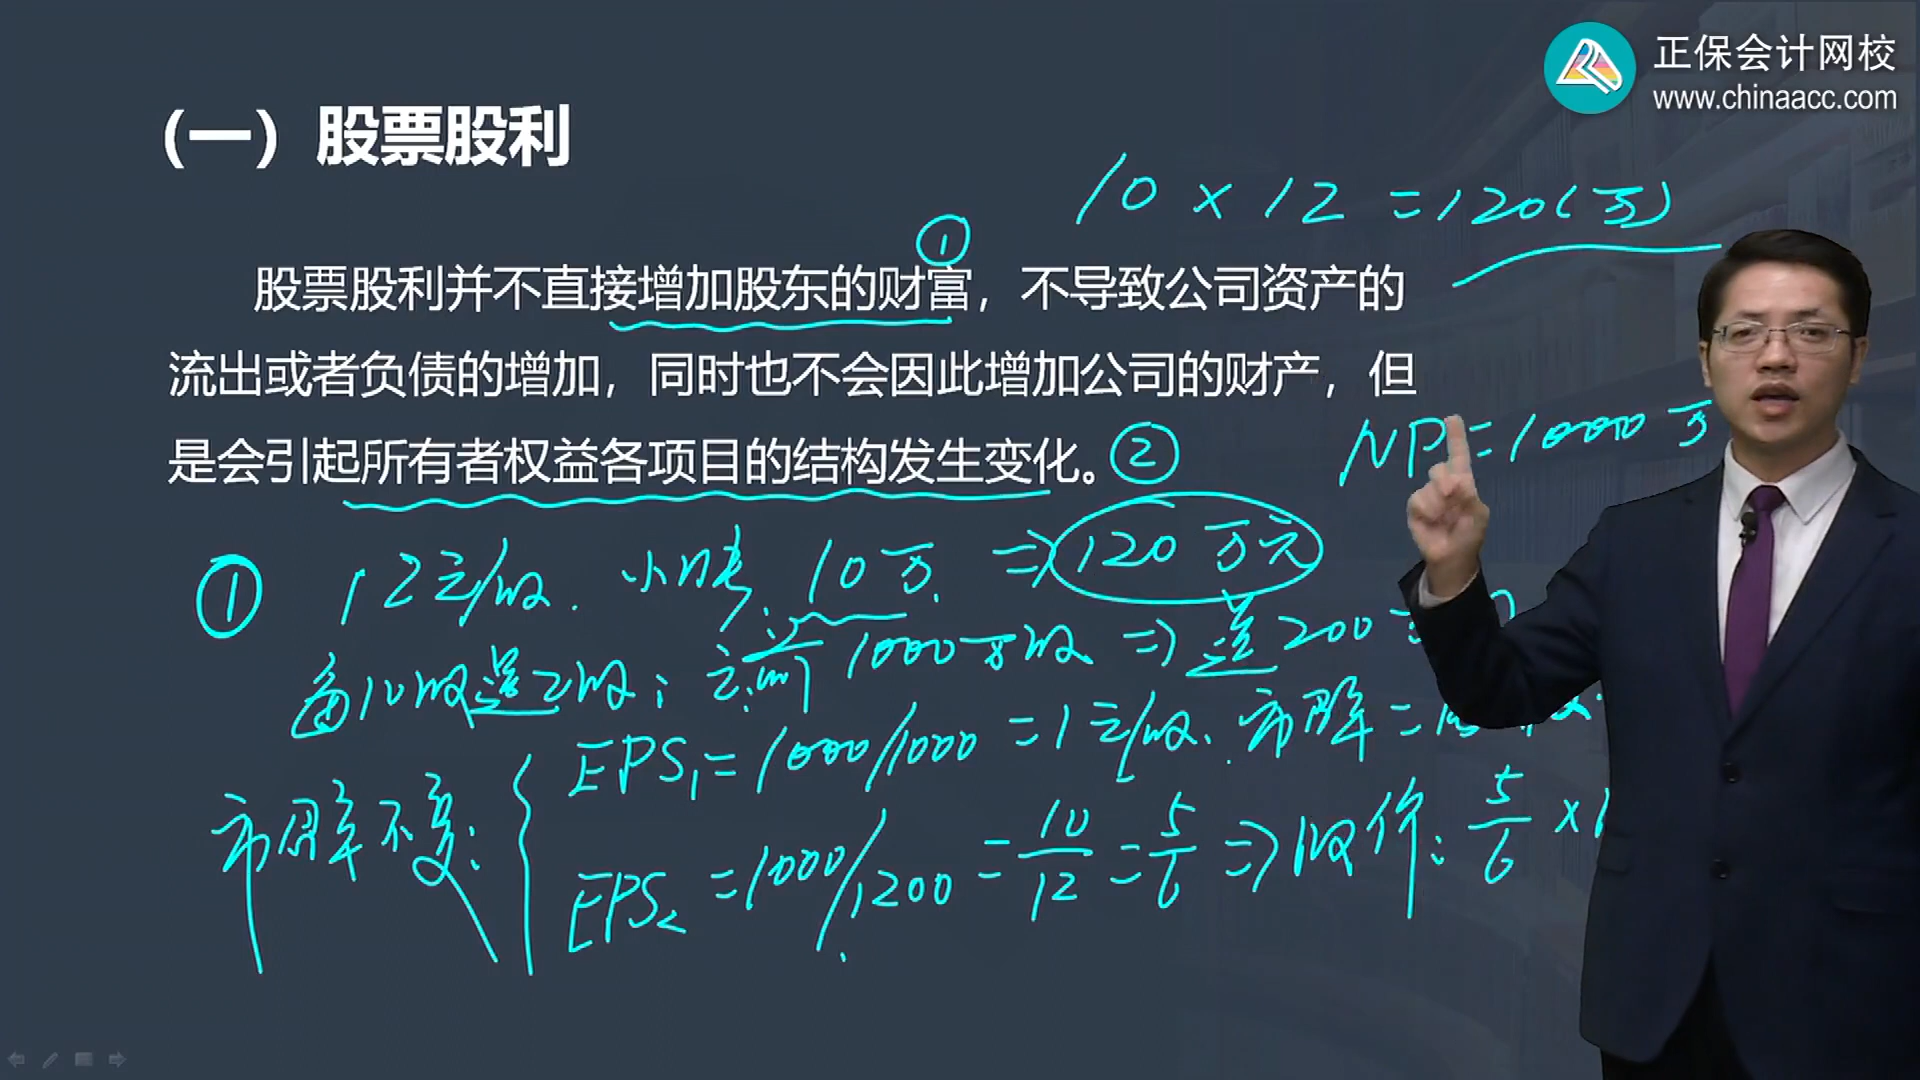 正保会计网校
www.chinaacc.com
(一) 股票股利
10 × 12 = 120(万)
①
股票股利并不直接增加股东的财富，不导致公司资产的
流出或者负债的增加，同时也不会因此增加公司的财产，但
是会引起所有者权益各项目的结构发生变化。②
NP = 1000 万
① 12元/股. 小 10万. ⇒ 120万元
每10股送2股； 之前 1000万股 ⇒ 送200
市盈率不变：
EPS₁ = 1000/1000 = 1元/股. 市盈率 =
EPS₂ = 1000/1200 = 10/12 = 5/6 ⇒ 股价: 5/6 ×